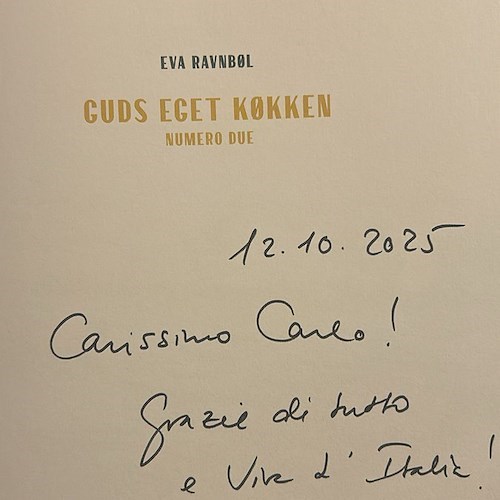 EVA RAVNBØL
GUDS EGET KØKKEN
NUMERO DUE
12.10.2025
Carissimo Carlo!
Grazie di tutto
e Viva l'Italia!